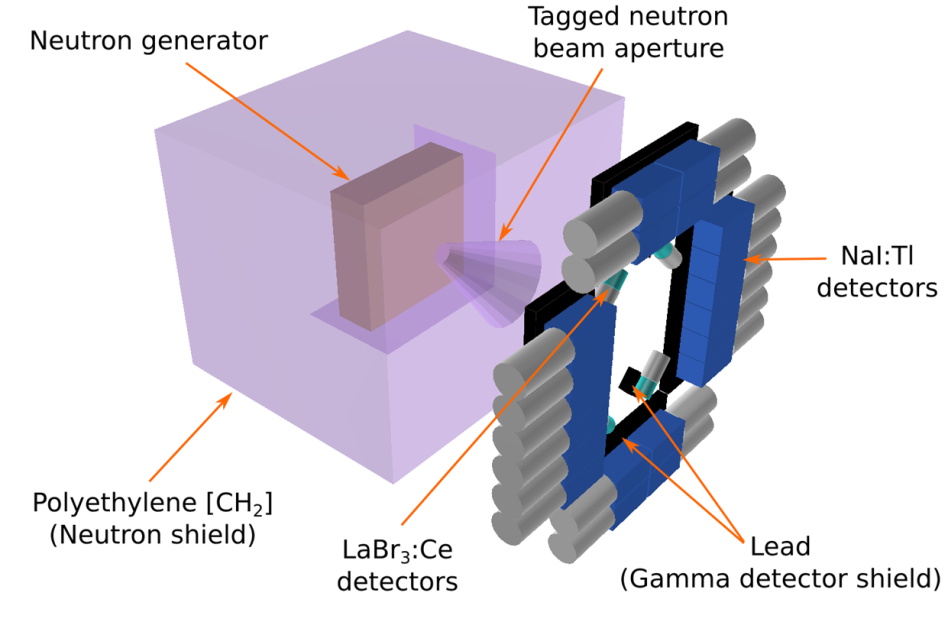 Tagged neutron
beam aperture
Neutron generator
NaI:Tl
detectors
Polyethylene [CH₂]
(Neutron shield)
LaBr₃:Ce
detectors
Lead
(Gamma detector shield)